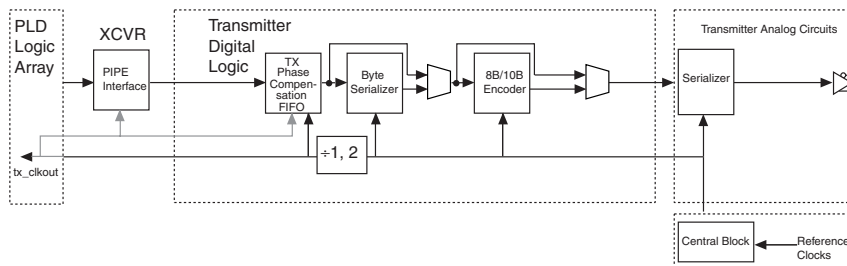 PLD
Logic
Array
XCVR
PIPE
Interface
Transmitter
Digital
Logic
TX
Phase
Compen-
sation
FIFO
Byte
Serializer
8B/10B
Encoder
Transmitter Analog Circuits
Serializer
÷1, 2
tx_clkout
Central Block
Reference
Clocks